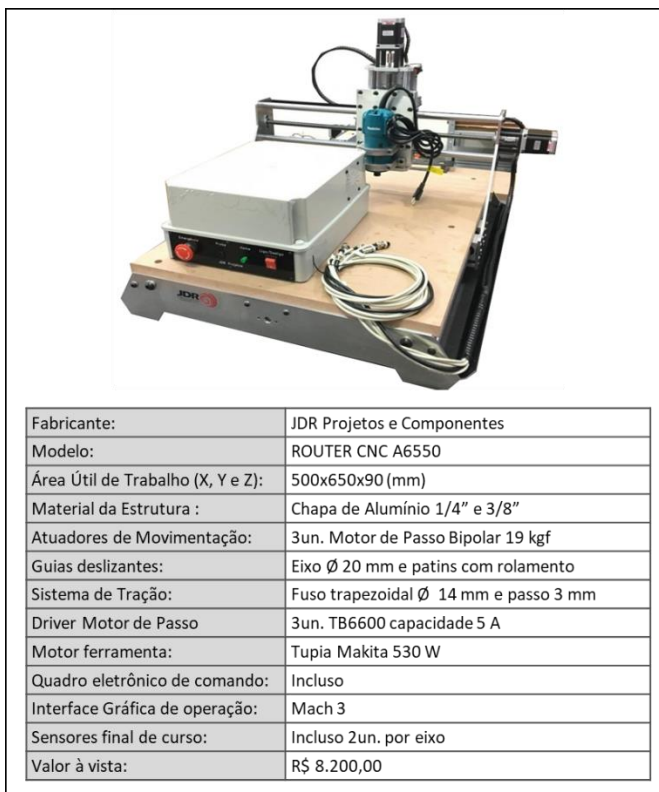 JDR
Fabricante: JDR Projetos e Componentes
Modelo: ROUTER CNC A6550
Área Útil de Trabalho (X, Y e Z): 500x650x90 (mm)
Material da Estrutura : Chapa de Alumínio 1/4” e 3/8”
Atuadores de Movimentação: 3un. Motor de Passo Bipolar 19 kgf
Guias deslizantes: Eixo Ø 20 mm e patins com rolamento
Sistema de Tração: Fuso trapezoidal Ø 14 mm e passo 3 mm
Driver Motor de Passo 3un. TB6600 capacidade 5 A
Motor ferramenta: Tupia Makita 530 W
Quadro eletrônico de comando: Incluso
Interface Gráfica de operação: Mach 3
Sensores final de curso: Incluso 2un. por eixo
Valor à vista: R$ 8.200,00